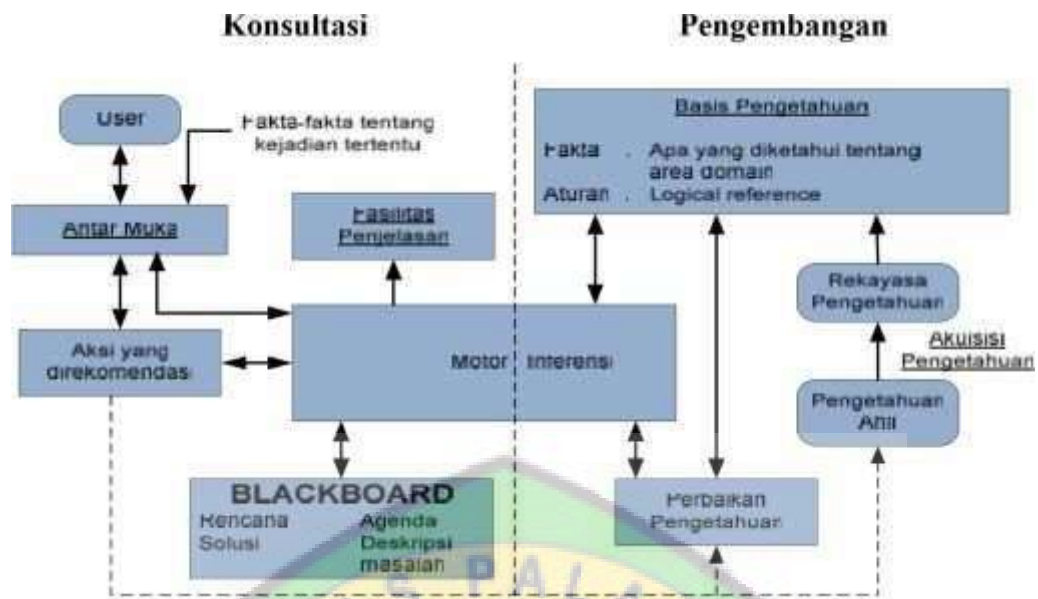 Konsultasi
Pengembangan
User
Fakta-fakta tentang
kejadian tertentu
Antar Muka
Fasilitas
Penjelasan
Aksi yang
direkomendasi
Motor Inferensi
BLACKBOARD
Rencana Agenda
Solusi Deskripsi
masalah
Basis Pengetahuan
Fakta : Apa yang diketahui tentang
area domain
Aturan : Logical reference
Rekayasa
Pengetahuan
Akuisisi
Pengetahuan
Pengetahuan
Ahli
Perbaikan
Pengetahuan